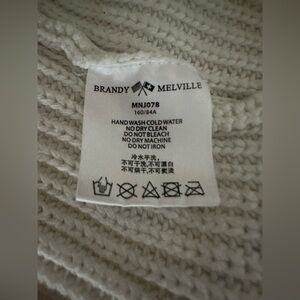 BRANDY MELVILLE
MNJ078
160/84A
HAND WASH COLD WATER
NO DRY CLEAN
DO NOT BLEACH
NO DRY MACHINE
DO NOT IRON
冷水手洗,
不可干洗,不可漂白
不可烘干,不可熨烫